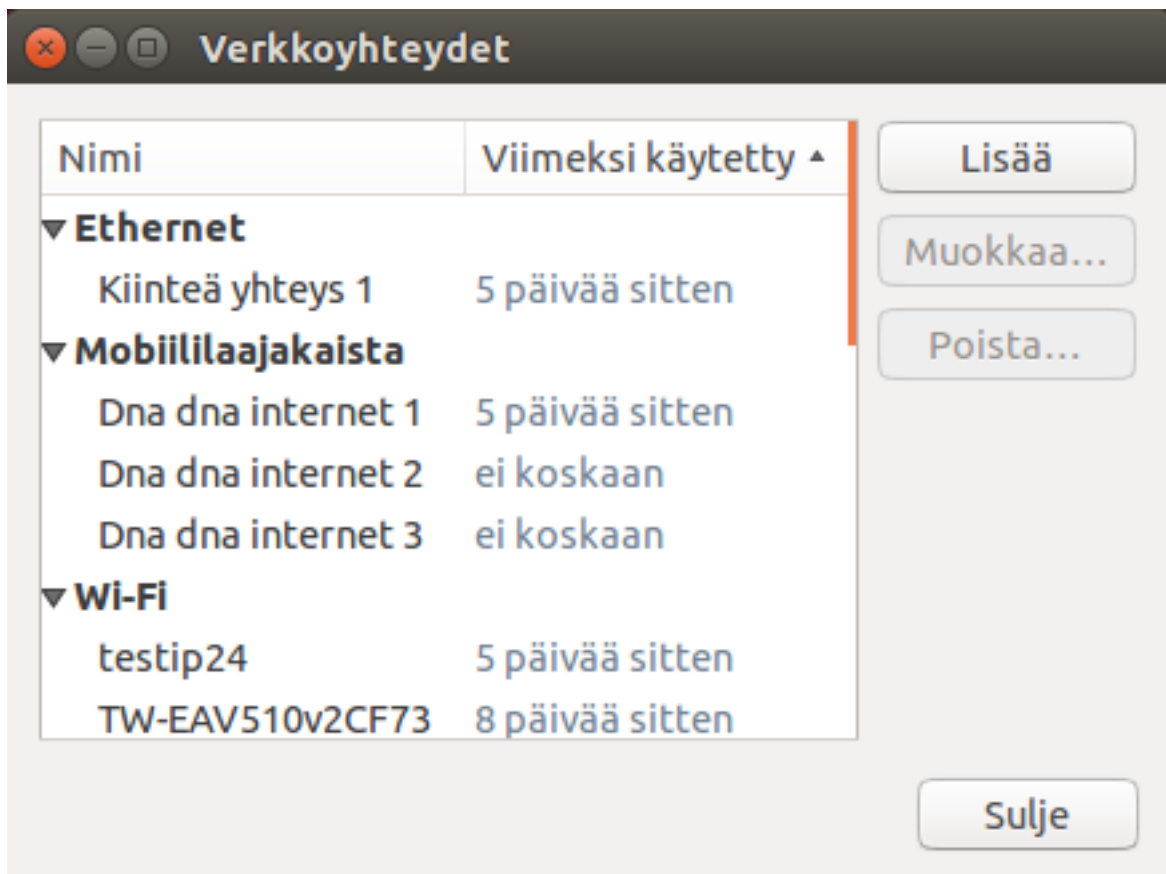 Verkkoyhteydet
Nimi Viimeksi käytetty
Lisää
Ethernet
Muokkaa...
Kiinteä yhteys 1 5 päivää sitten
Mobiililaajakaista
Poista...
Dna dna internet 1 5 päivää sitten
Dna dna internet 2 ei koskaan
Dna dna internet 3 ei koskaan
Wi-Fi
testip24 5 päivää sitten
TW-EAV510v2CF73 8 päivää sitten
Sulje